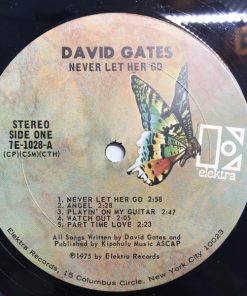 DAVID GATES
NEVER LET HER GO
STEREO
SIDE ONE
7E-1028-A
(CP)(CSM)(CTH)
elektra
1. NEVER LET HER GO 2:58
2. ANGEL 2:58
3. PLAYIN' ON MY GUITAR 2:47
4. WATCH OUT 2:05
5. PART TIME LOVE 2:23
All Songs Written by David Gates and
Published by Kipahulu Music ASCAP
©1975 by Elektra Records
Elektra Records, 15 Columbus Circle, New York City 10023